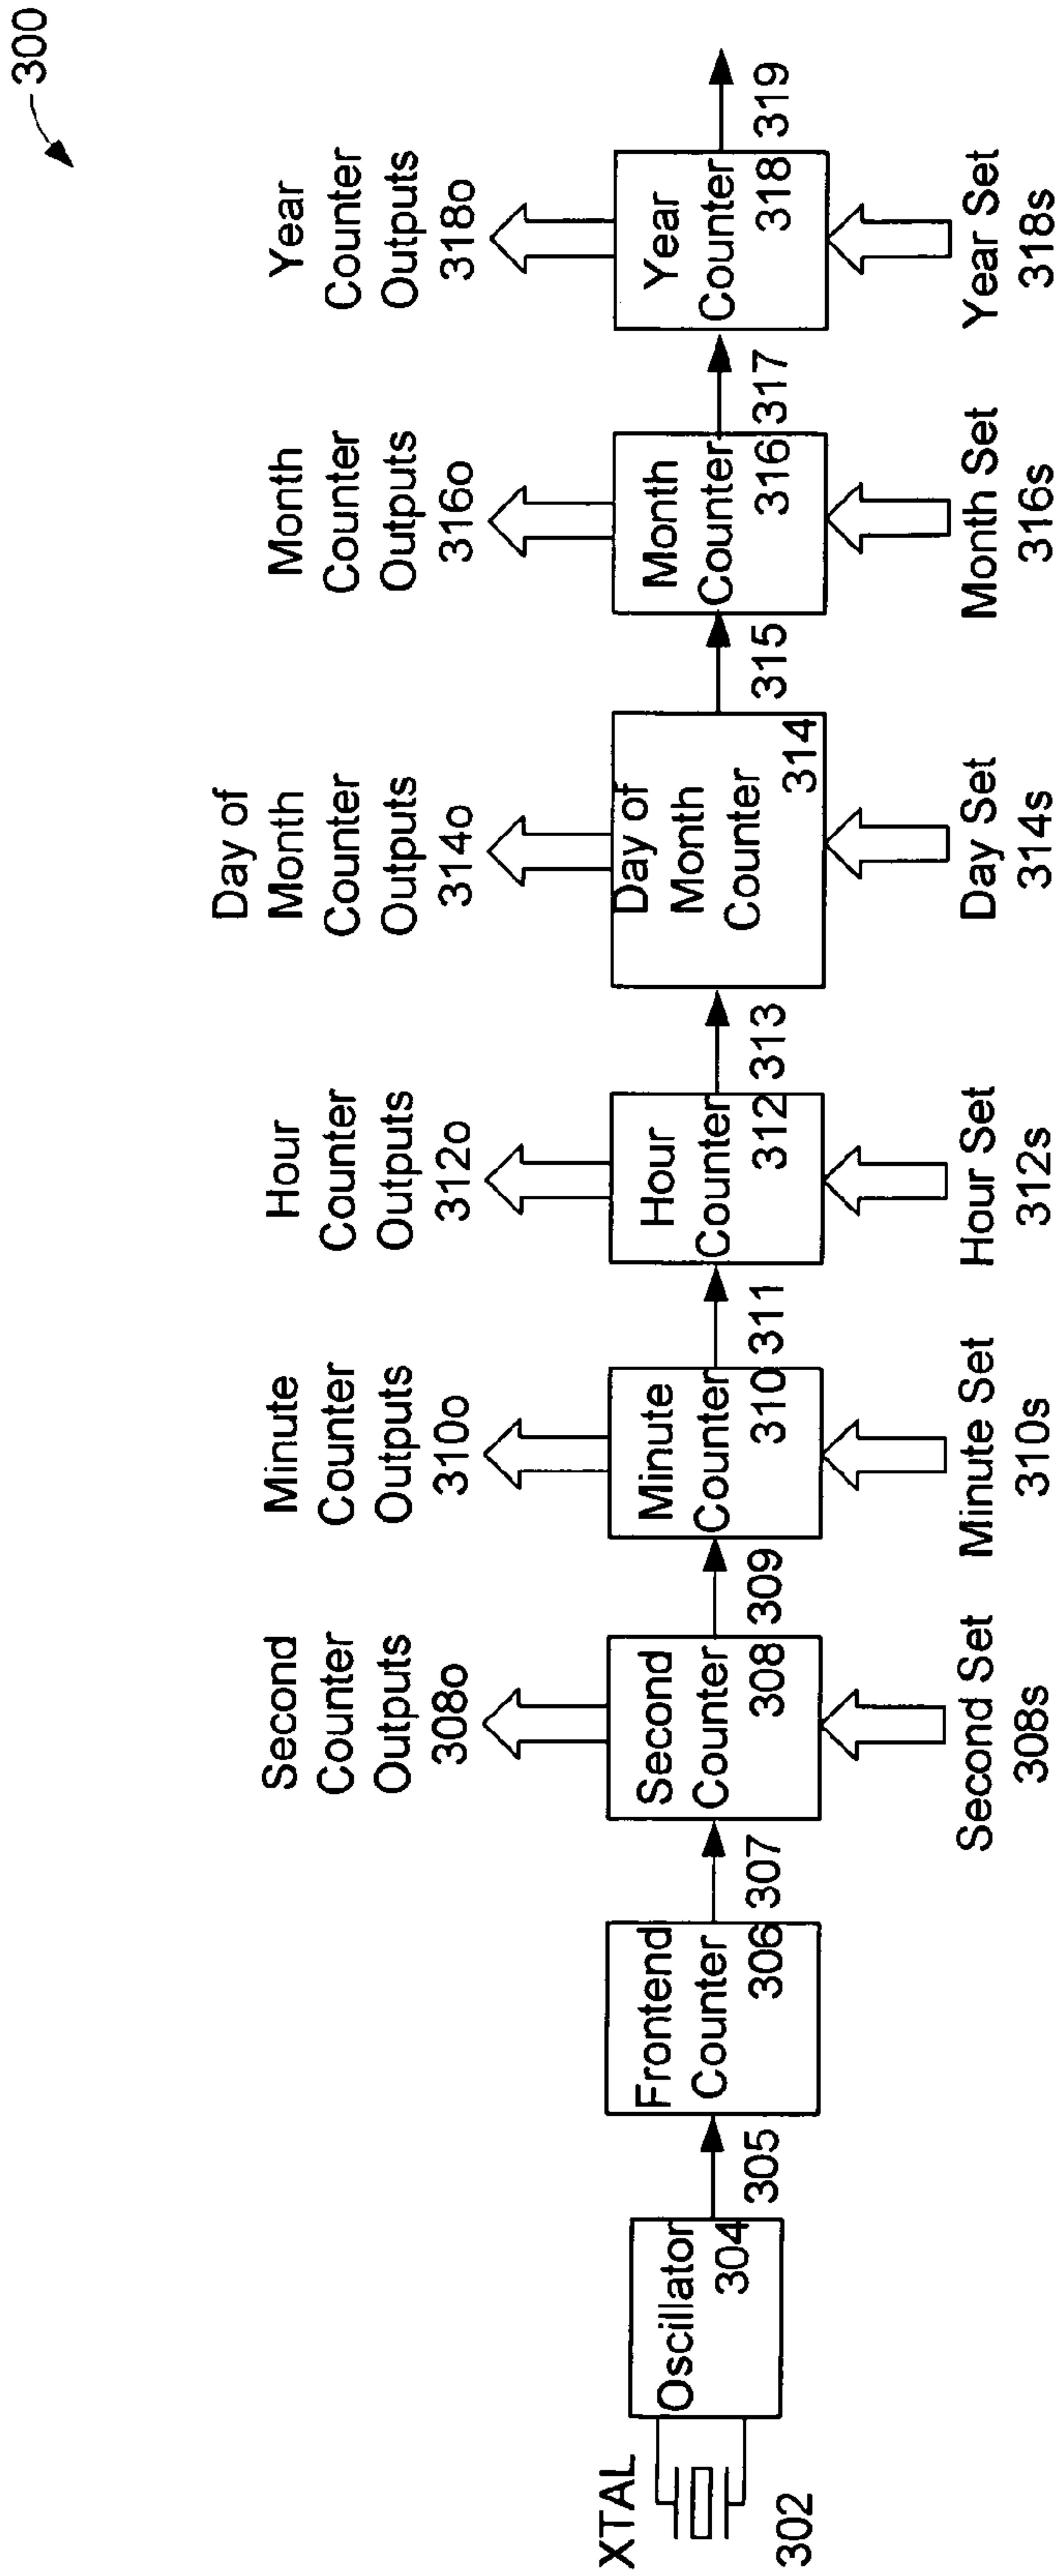 300
Second
Counter
Outputs
308o
Minute
Counter
Outputs
310o
Hour
Counter
Outputs
312o
Day of
Month
Counter
Outputs
314o
Month
Counter
Outputs
316o
Year
Counter
Outputs
318o
XTAL
302
Oscillator
304
305
Frontend
Counter
306
307
Second
Counter
308
309
Minute
Counter
310
311
Hour
Counter
312
313
Day of
Month
Counter
314
315
Month
Counter
316
317
Year
Counter
318
319
Second Set
308s
Minute Set
310s
Hour Set
312s
Day Set
314s
Month Set
316s
Year Set
318s